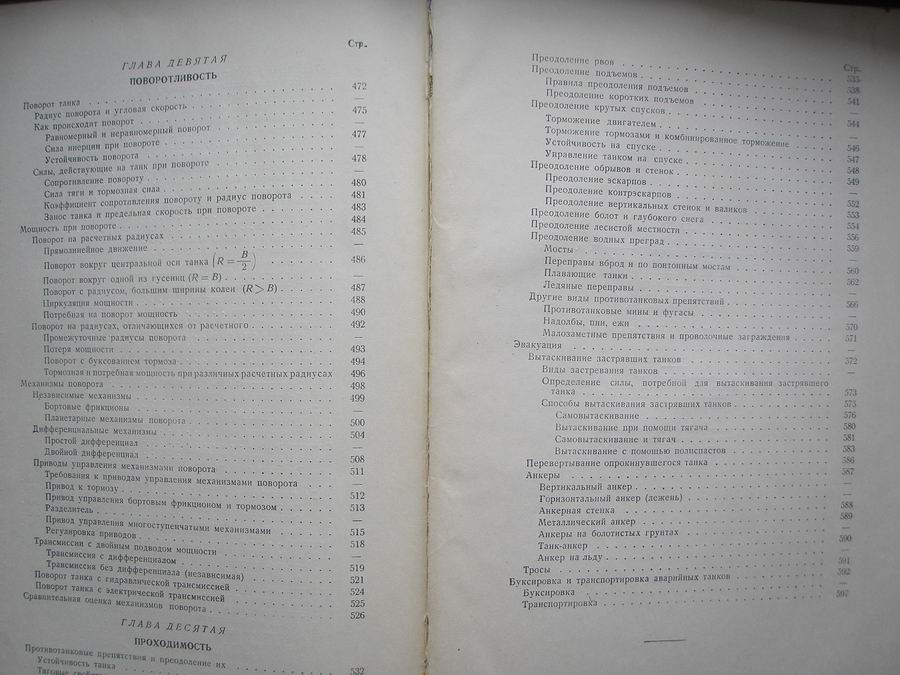 Стр.
ГЛАВА ДЕВЯТАЯ
ПОВОРОТЛИВОСТЬ
Поворот танка 472
Радиус поворота и угловая скорость —
Как происходит поворот 475
Равномерный и неравномерный поворот —
Сила инерции при повороте 477
Устойчивость поворота —
Силы, действующие на танк при повороте 478
Сопротивление повороту —
Сила тяги и тормозная сила 480
Коэффициент сопротивления повороту и радиус поворота 481
Занос танка и предельная скорость при повороте 483
Мощность при повороте 484
Поворот на расчетных радиусах 485
Прямолинейное движение —
Поворот вокруг центральной оси танка (R = B/2) 486
Поворот вокруг одной из гусениц (R = B) —
Поворот с радиусом, большим ширины колеи (R > B) 487
Циркуляция мощности 488
Потребная на поворот мощность 490
Поворот на радиусах, отличающихся от расчетного 492
Промежуточные радиусы поворота —
Потеря мощности 493
Поворот с буксованием тормоза 494
Тормозная и потребная мощность при различных расчетных радиусах 496
Механизмы поворота 498
Независимые механизмы 499
Бортовые фрикционы —
Планетарные механизмы поворота 500
Дифференциальные механизмы 504
Простой дифференциал —
Двойной дифференциал 508
Приводы управления механизмами поворота 511
Требования к приводам управления механизмами поворота —
Привод к тормозу 512
Привод управления бортовым фрикционом и тормозом 513
Разделитель —
Привод управления многоступенчатыми механизмами 515
Регулировка приводов 518
Трансмиссии с двойным подводом мощности —
Трансмиссия с дифференциалом 519
Трансмиссия без дифференциала (независимая) 521
Поворот танка с гидравлической трансмиссией 524
Поворот танка с электрической трансмиссией 525
Сравнительная оценка механизмов поворота 526
ГЛАВА ДЕСЯТАЯ
ПРОХОДИМОСТЬ
Противотанковые препятствия и преодоление их
Устойчивость танка 532
Тяговые
Стр.
Преодоление рвов 535
Преодоление подъемов 538
Правила преодоления подъемов 541
Преодоление коротких подъемов —
Преодоление крутых спусков 544
Торможение двигателем —
Торможение тормозами и комбинированное торможение 546
Устойчивость на спуске 547
Управление танком на спуске 548
Преодоление обрывов и стенок 549
Преодоление эскарпов —
Преодоление контрэскарпов 552
Преодоление вертикальных стенок и валиков 553
Преодоление болот и глубокого снега 554
Преодоление лесистой местности 556
Преодоление водных преград 559
Мосты —
Переправы вброд и по понтонным мостам 560
Плавающие танки 562
Ледяные переправы —
Другие виды противотанковых препятствий 566
Противотанковые мины и фугасы —
Надолбы, пни, ежи 570
Малозаметные препятствия и проволочные заграждения 571
Эвакуация —
Вытаскивание застрявших танков 572
Виды застревания танков —
Определение силы, потребной для вытаскивания застрявшего
танка 573
Способы вытаскивания застрявших танков 575
Самовытаскивание 576
Вытаскивание при помощи тягача 580
Самовытаскивание и тягач 581
Вытаскивание с помощью полиспастов 583
Перевертывание опрокинувшегося танка 586
Анкеры 587
Вертикальный анкер —
Горизонтальный анкер (лежень) —
Анкерная стенка 588
Металлический анкер 589
Анкеры на болотистых грунтах —
Танк-анкер 590
Анкер на льду —
Тросы 591
Буксировка и транспортировка аварийных танков 592
Буксировка —
Транспортировка 597